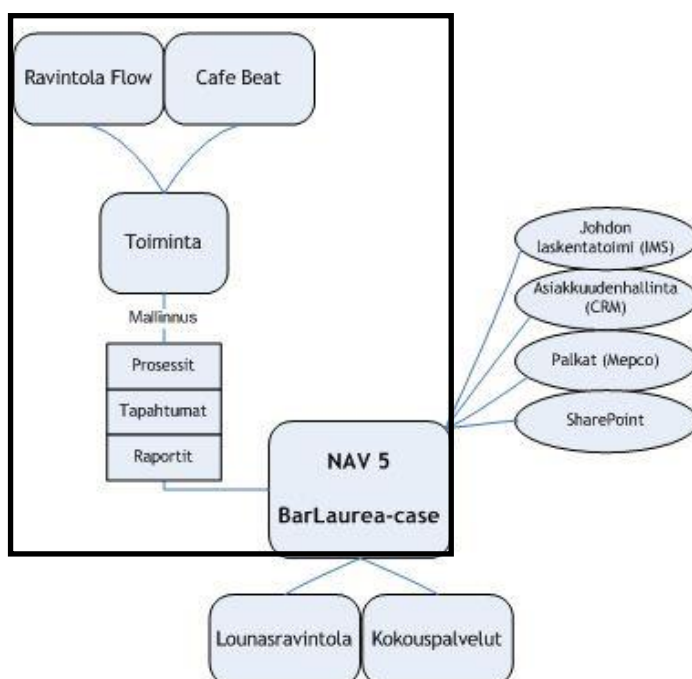 Ravintola Flow
Cafe Beat
Toiminta
Mallinnus
Prosessit
Tapahtumat
Raportit
NAV 5
BarLaurea-case
Johdon
laskentatoimi (IMS)
Asiakkuudenhallinta
(CRM)
Palkat (Mepco)
SharePoint
Lounasravintola
Kokouspalvelut